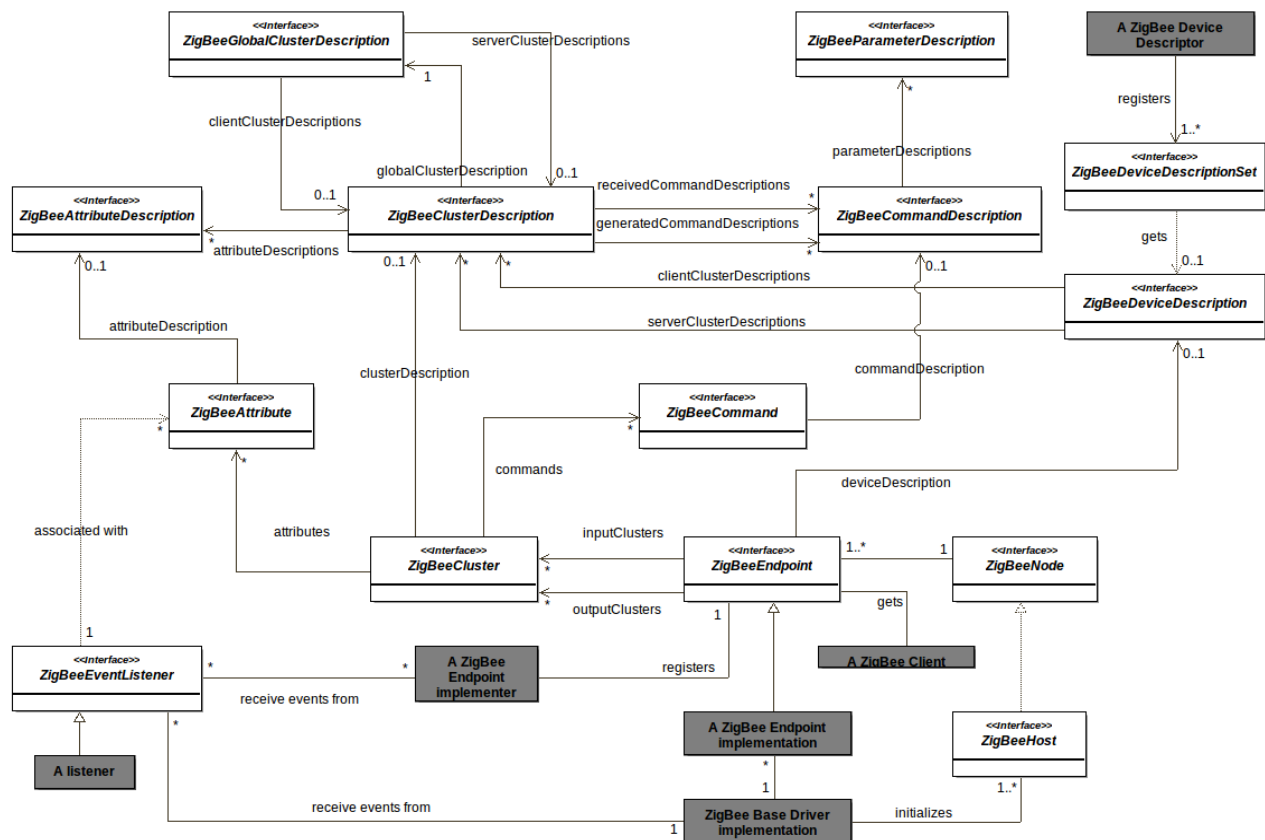 <<Interface>>
ZigBeeGlobalClusterDescription
serverClusterDescriptions
<<Interface>>
ZigBeeParameterDescription
A ZigBee Device
Descriptor
1
*
registers
clientClusterDescriptions
parameterDescriptions
1..*
<<Interface>>
ZigBeeDeviceDescriptionSet
globalClusterDescription
0..1
0..1
<<Interface>>
ZigBeeAttributeDescription
<<Interface>>
ZigBeeClusterDescription
receivedCommandDescriptions
*
<<Interface>>
ZigBeeCommandDescription
generatedCommandDescriptions
*
*
attributeDescriptions
gets
0..1
0..1
*
*
clientClusterDescriptions
0..1
0..1
<<Interface>>
ZigBeeDeviceDescription
serverClusterDescriptions
attributeDescription
0..1
clusterDescription
commandDescription
<<Interface>>
ZigBeeAttribute
*
<<Interface>>
ZigBeeCommand
*
*
commands
deviceDescription
associated with
attributes
inputClusters
<<Interface>>
ZigBeeCluster
*
*
outputClusters
<<Interface>>
ZigBeeEndpoint
1..*
1
<<Interface>>
ZigBeeNode
gets
1
1
<<Interface>>
ZigBeeEventListener
*
*
receive events from
A ZigBee
Endpoint
implementer
registers
A ZigBee Client
*
A ZigBee Endpoint
implementation
<<Interface>>
ZigBeeHost
A listener
*
1
1..*
receive events from
1
ZigBee Base Driver
implementation
initializes